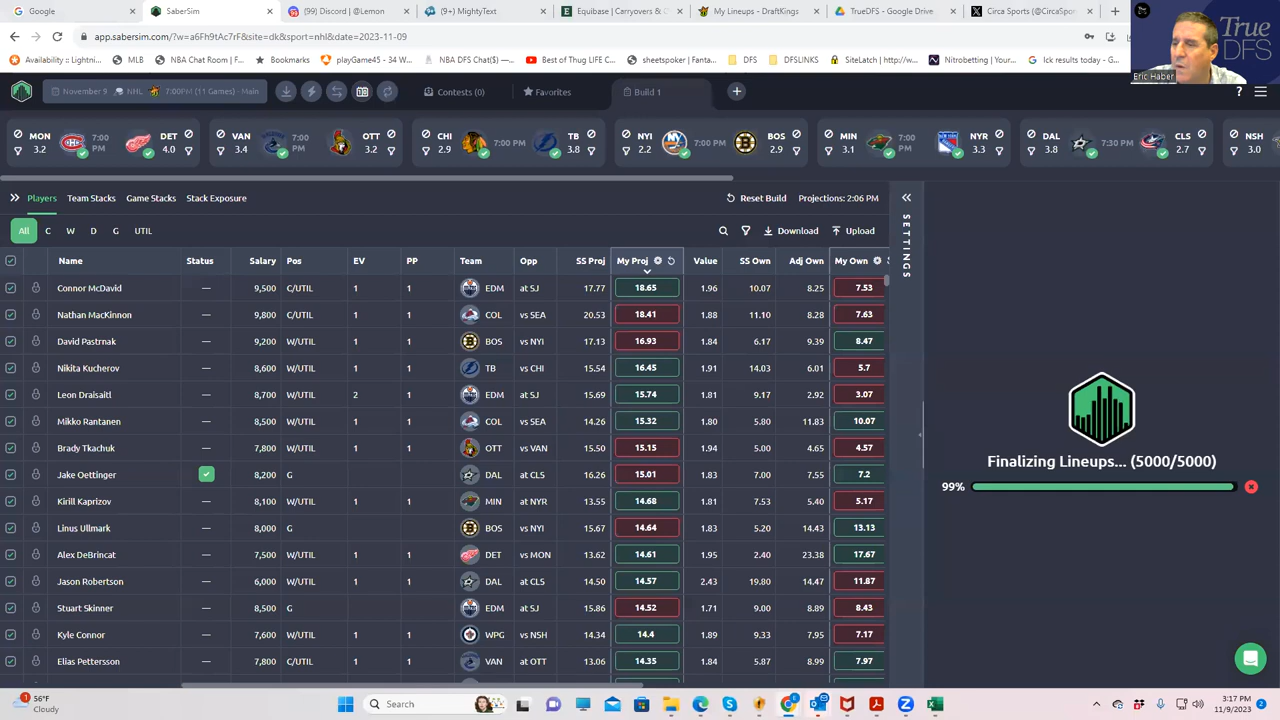 Google
SaberSim
(99) Discord | @Lemon
(9+) MightyText
Equibase | Carryovers & C
My Lineups - DraftKings
TrueDFS - Google Drive
Circa Sports (@CircaSpor
app.sabersim.com/?w=a6Fh9tAc7rF&site=dk&sport=nhl&date=2023-11-09
Availability :: Lightni...
MLB
NBA Chat Room | F...
Bookmarks
playGame45 - 34 Today...
NBA DFS Cheat ($)...
Best of Thug LIFE C...
sheetspoker - Fanta...
DFS
DFSLINKS
SiteLatch / My Web...
Nitrobetting | You...
Ick results today - G...
True
DFS
Eric Haber
November 9
NHL
7:00PM (11 Games) - Main
Contests (0)
Favorites
Build 1
MON
3.2
7:00 PM
DET
4.0
VAN
3.4
7:00 PM
OTT
3.2
CHI
2.9
7:00 PM
TB
3.8
NYI
2.2
7:00 PM
BOS
2.9
MIN
3.1
7:00 PM
NYR
3.3
DAL
3.8
7:30 PM
CLS
2.7
NSH
3.0
Players Team Stacks Game Stacks Stack Exposure
Reset Build Projections: 2:06 PM
All C W D G UTIL
Download Upload
SETTINGS
Name Status Salary Pos EV PP Team Opp SS Proj My Proj Value SS Own Adj Own My Own
Connor McDavid — 9,500 C/UTIL 1 1 EDM at SJ 17.77 18.65 1.96 10.07 8.25 7.53
Nathan MacKinnon — 9,800 C/UTIL 1 1 COL vs SEA 20.53 18.41 1.88 11.10 8.28 7.63
David Pastrnak — 9,200 W/UTIL 1 1 BOS vs NYI 17.13 16.93 1.84 6.17 9.39 8.47
Nikita Kucherov — 8,600 W/UTIL 1 1 TB vs CHI 15.54 16.45 1.91 14.03 6.01 5.7
Leon Draisaitl — 8,700 W/UTIL 2 1 EDM at SJ 15.69 15.74 1.81 9.17 2.92 3.07
Mikko Rantanen — 8,500 W/UTIL 1 1 COL vs SEA 14.26 15.32 1.80 5.80 11.83 10.07
Brady Tkachuk — 7,800 W/UTIL 1 1 OTT vs VAN 15.50 15.15 1.94 5.00 4.65 4.57
Jake Oettinger 8,200 G DAL at CLS 16.26 15.01 1.83 7.00 7.55 7.2
Kirill Kaprizov — 8,100 W/UTIL 1 1 MIN at NYR 13.55 14.68 1.81 7.53 5.40 5.17
Linus Ullmark — 8,000 G BOS vs NYI 15.67 14.64 1.83 5.20 14.43 13.13
Alex DeBrincat — 7,500 W/UTIL 1 1 DET vs MON 13.62 14.61 1.95 2.40 23.38 17.67
Jason Robertson — 6,000 W/UTIL 1 1 DAL at CLS 14.50 14.57 2.43 19.80 14.47 11.87
Stuart Skinner — 8,500 G EDM at SJ 15.86 14.52 1.71 9.00 8.89 8.43
Kyle Connor — 7,600 W/UTIL 1 1 WPG vs NSH 14.34 14.4 1.89 9.33 7.95 7.17
Elias Pettersson — 7,800 C/UTIL 1 1 VAN at OTT 13.06 14.35 1.84 5.87 8.99 7.97
Finalizing Lineups... (5000/5000)
99%
56°F
Cloudy
Search
3:17 PM
11/9/2023